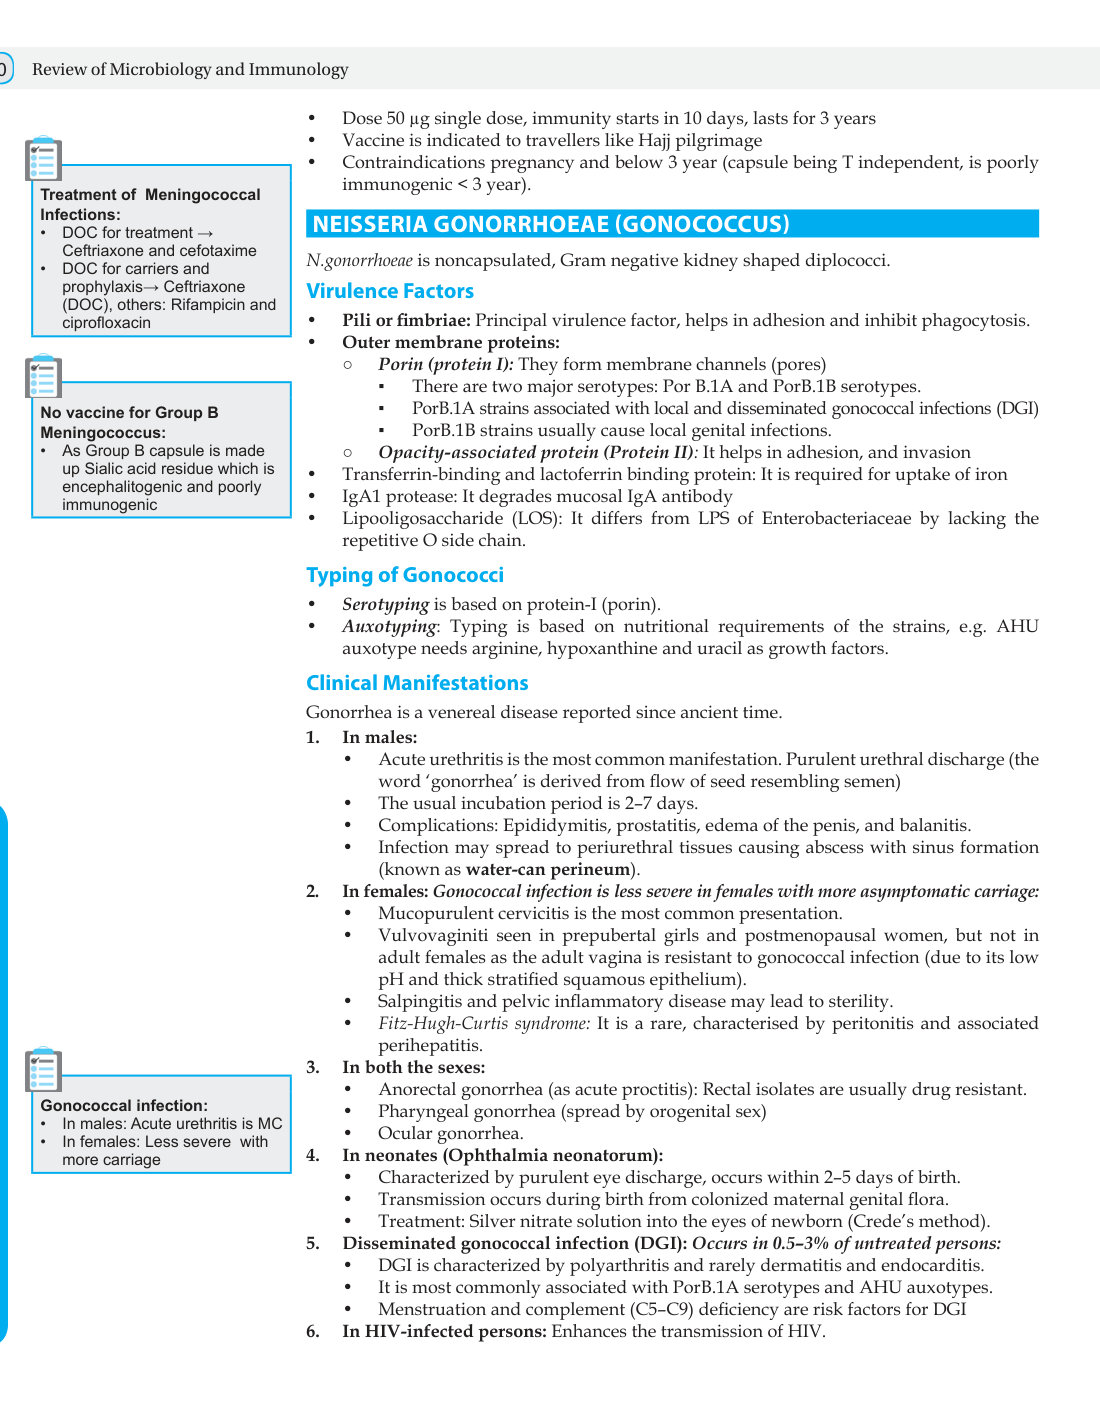 0 Review of Microbiology and Immunology
• Dose 50 µg single dose, immunity starts in 10 days, lasts for 3 years
• Vaccine is indicated to travellers like Hajj pilgrimage
• Contraindications pregnancy and below 3 year (capsule being T independent, is poorly
immunogenic < 3 year).
Treatment of Meningococcal
Infections:
• DOC for treatment →
Ceftriaxone and cefotaxime
• DOC for carriers and
prophylaxis→ Ceftriaxone
(DOC), others: Rifampicin and
ciprofloxacin
No vaccine for Group B
Meningococcus:
• As Group B capsule is made
up Sialic acid residue which is
encephalitogenic and poorly
immunogenic
NEISSERIA GONORRHOEAE (GONOCOCCUS)
N.gonorrhoeae is noncapsulated, Gram negative kidney shaped diplococci.
Virulence Factors
• Pili or fimbriae: Principal virulence factor, helps in adhesion and inhibit phagocytosis.
• Outer membrane proteins:
○ Porin (protein I): They form membrane channels (pores)
▪ There are two major serotypes: Por B.1A and PorB.1B serotypes.
▪ PorB.1A strains associated with local and disseminated gonococcal infections (DGI)
▪ PorB.1B strains usually cause local genital infections.
○ Opacity-associated protein (Protein II): It helps in adhesion, and invasion
• Transferrin-binding and lactoferrin binding protein: It is required for uptake of iron
• IgA1 protease: It degrades mucosal IgA antibody
• Lipooligosaccharide (LOS): It differs from LPS of Enterobacteriaceae by lacking the
repetitive O side chain.
Typing of Gonococci
• Serotyping is based on protein-I (porin).
• Auxotyping: Typing is based on nutritional requirements of the strains, e.g. AHU
auxotype needs arginine, hypoxanthine and uracil as growth factors.
Clinical Manifestations
Gonorrhea is a venereal disease reported since ancient time.
1. In males:
• Acute urethritis is the most common manifestation. Purulent urethral discharge (the
word ‘gonorrhea’ is derived from flow of seed resembling semen)
• The usual incubation period is 2–7 days.
• Complications: Epididymitis, prostatitis, edema of the penis, and balanitis.
• Infection may spread to periurethral tissues causing abscess with sinus formation
(known as water-can perineum).
2. In females: Gonococcal infection is less severe in females with more asymptomatic carriage:
• Mucopurulent cervicitis is the most common presentation.
• Vulvovaginiti seen in prepubertal girls and postmenopausal women, but not in
adult females as the adult vagina is resistant to gonococcal infection (due to its low
pH and thick stratified squamous epithelium).
• Salpingitis and pelvic inflammatory disease may lead to sterility.
• Fitz-Hugh-Curtis syndrome: It is a rare, characterised by peritonitis and associated
perihepatitis.
3. In both the sexes:
• Anorectal gonorrhea (as acute proctitis): Rectal isolates are usually drug resistant.
• Pharyngeal gonorrhea (spread by orogenital sex)
• Ocular gonorrhea.
Gonococcal infection:
• In males: Acute urethritis is MC
• In females: Less severe with
more carriage
4. In neonates (Ophthalmia neonatorum):
• Characterized by purulent eye discharge, occurs within 2–5 days of birth.
• Transmission occurs during birth from colonized maternal genital flora.
• Treatment: Silver nitrate solution into the eyes of newborn (Crede’s method).
5. Disseminated gonococcal infection (DGI): Occurs in 0.5–3% of untreated persons:
• DGI is characterized by polyarthritis and rarely dermatitis and endocarditis.
• It is most commonly associated with PorB.1A serotypes and AHU auxotypes.
• Menstruation and complement (C5–C9) deficiency are risk factors for DGI
6. In HIV-infected persons: Enhances the transmission of HIV.